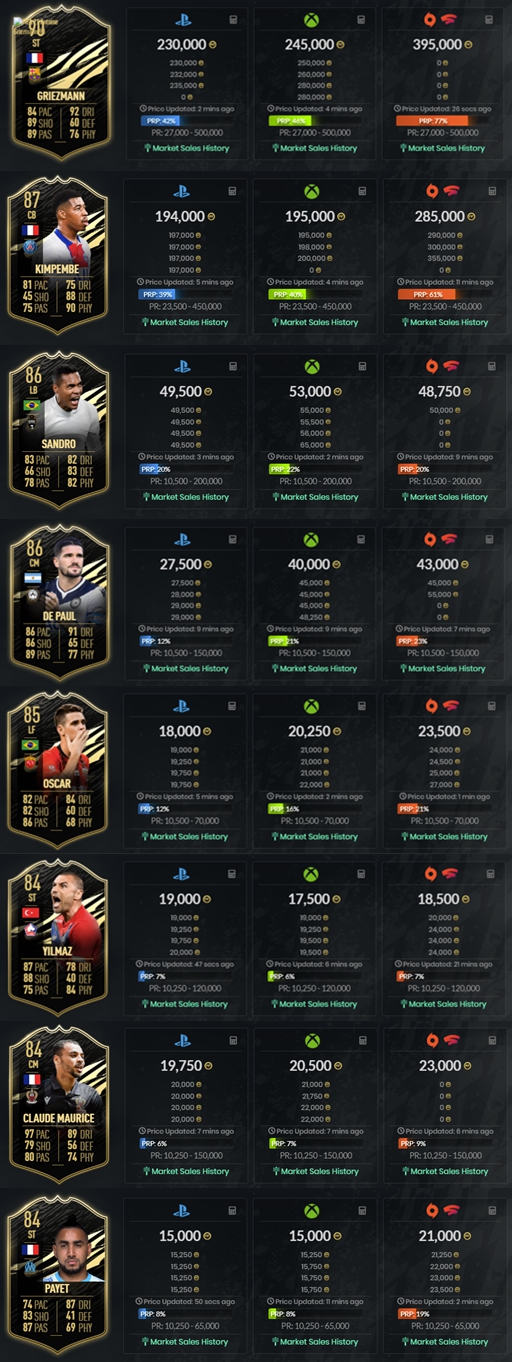 90
ST
GRIEZMANN
84 PAC 92 DRI
89 SHO 60 DEF
89 PAS 76 PHY
230,000
230,000
232,000
235,000
0
Price Updated: 2 mins ago
PRP: 42%
PR: 27,000 - 500,000
Market Sales History
245,000
250,000
260,000
280,000
280,000
Price Updated: 4 mins ago
PRP: 46%
PR: 27,000 - 500,000
Market Sales History
395,000
0
0
0
0
Price Updated: 26 secs ago
PRP: 77%
PR: 27,000 - 500,000
Market Sales History
87
CB
KIMPEMBE
81 PAC 75 DRI
45 SHO 88 DEF
75 PAS 90 PHY
194,000
197,000
197,000
197,000
197,000
Price Updated: 5 mins ago
PRP: 39%
PR: 23,500 - 450,000
Market Sales History
195,000
195,000
198,000
200,000
0
Price Updated: 4 mins ago
PRP: 40%
PR: 23,500 - 450,000
Market Sales History
285,000
290,000
300,000
355,000
0
Price Updated: 11 mins ago
PRP: 61%
PR: 23,500 - 450,000
Market Sales History
86
LB
SANDRO
83 PAC 82 DRI
66 SHO 83 DEF
78 PAS 82 PHY
49,500
49,500
49,500
49,500
49,500
Price Updated: 3 mins ago
PRP: 20%
PR: 10,500 - 200,000
Market Sales History
53,000
55,000
55,500
56,000
65,000
Price Updated: 2 mins ago
PRP: 22%
PR: 10,500 - 200,000
Market Sales History
48,750
50,000
0
0
0
Price Updated: 9 mins ago
PRP: 20%
PR: 10,500 - 200,000
Market Sales History
86
CM
DE PAUL
86 PAC 91 DRI
86 SHO 65 DEF
89 PAS 77 PHY
27,500
27,500
28,000
29,000
29,000
Price Updated: 9 mins ago
PRP: 12%
PR: 10,500 - 150,000
Market Sales History
40,000
45,000
45,000
45,000
48,250
Price Updated: 9 mins ago
PRP: 21%
PR: 10,500 - 150,000
Market Sales History
43,000
45,000
55,000
0
0
Price Updated: 7 mins ago
PRP: 23%
PR: 10,500 - 150,000
Market Sales History
85
LF
OSCAR
82 PAC 84 DRI
82 SHO 60 DEF
86 PAS 68 PHY
18,000
19,000
19,250
19,750
19,750
Price Updated: 5 mins ago
PRP: 12%
PR: 10,500 - 70,000
Market Sales History
20,250
21,000
21,000
21,000
22,000
Price Updated: 2 mins ago
PRP: 16%
PR: 10,500 - 70,000
Market Sales History
23,500
24,000
24,500
25,000
27,000
Price Updated: 1 min ago
PRP: 21%
PR: 10,500 - 70,000
Market Sales History
84
ST
YILMAZ
87 PAC 78 DRI
88 SHO 40 DEF
75 PAS 84 PHY
19,000
19,000
19,250
19,750
20,000
Price Updated: 47 secs ago
PRP: 7%
PR: 10,250 - 120,000
Market Sales History
17,500
19,000
19,250
19,500
19,500
Price Updated: 6 mins ago
PRP: 6%
PR: 10,250 - 120,000
Market Sales History
18,500
20,000
24,000
24,000
24,000
Price Updated: 21 mins ago
PRP: 7%
PR: 10,250 - 120,000
Market Sales History
84
CM
CLAUDE MAURICE
97 PAC 89 DRI
79 SHO 56 DEF
80 PAS 74 PHY
19,750
20,000
20,000
20,000
20,000
Price Updated: 7 mins ago
PRP: 6%
PR: 10,250 - 150,000
Market Sales History
20,500
21,000
21,750
22,000
22,000
Price Updated: 7 mins ago
PRP: 7%
PR: 10,250 - 150,000
Market Sales History
23,000
0
0
0
0
Price Updated: 6 mins ago
PRP: 9%
PR: 10,250 - 150,000
Market Sales History
84
ST
PAYET
74 PAC 87 DRI
83 SHO 41 DEF
87 PAS 69 PHY
15,000
15,250
15,250
15,250
15,250
Price Updated: 50 secs ago
PRP: 8%
PR: 10,250 - 65,000
Market Sales History
15,000
15,250
15,750
15,750
15,750
Price Updated: 11 mins ago
PRP: 8%
PR: 10,250 - 65,000
Market Sales History
21,000
21,250
22,000
23,000
23,500
Price Updated: 2 mins ago
PRP: 19%
PR: 10,250 - 65,000
Market Sales History